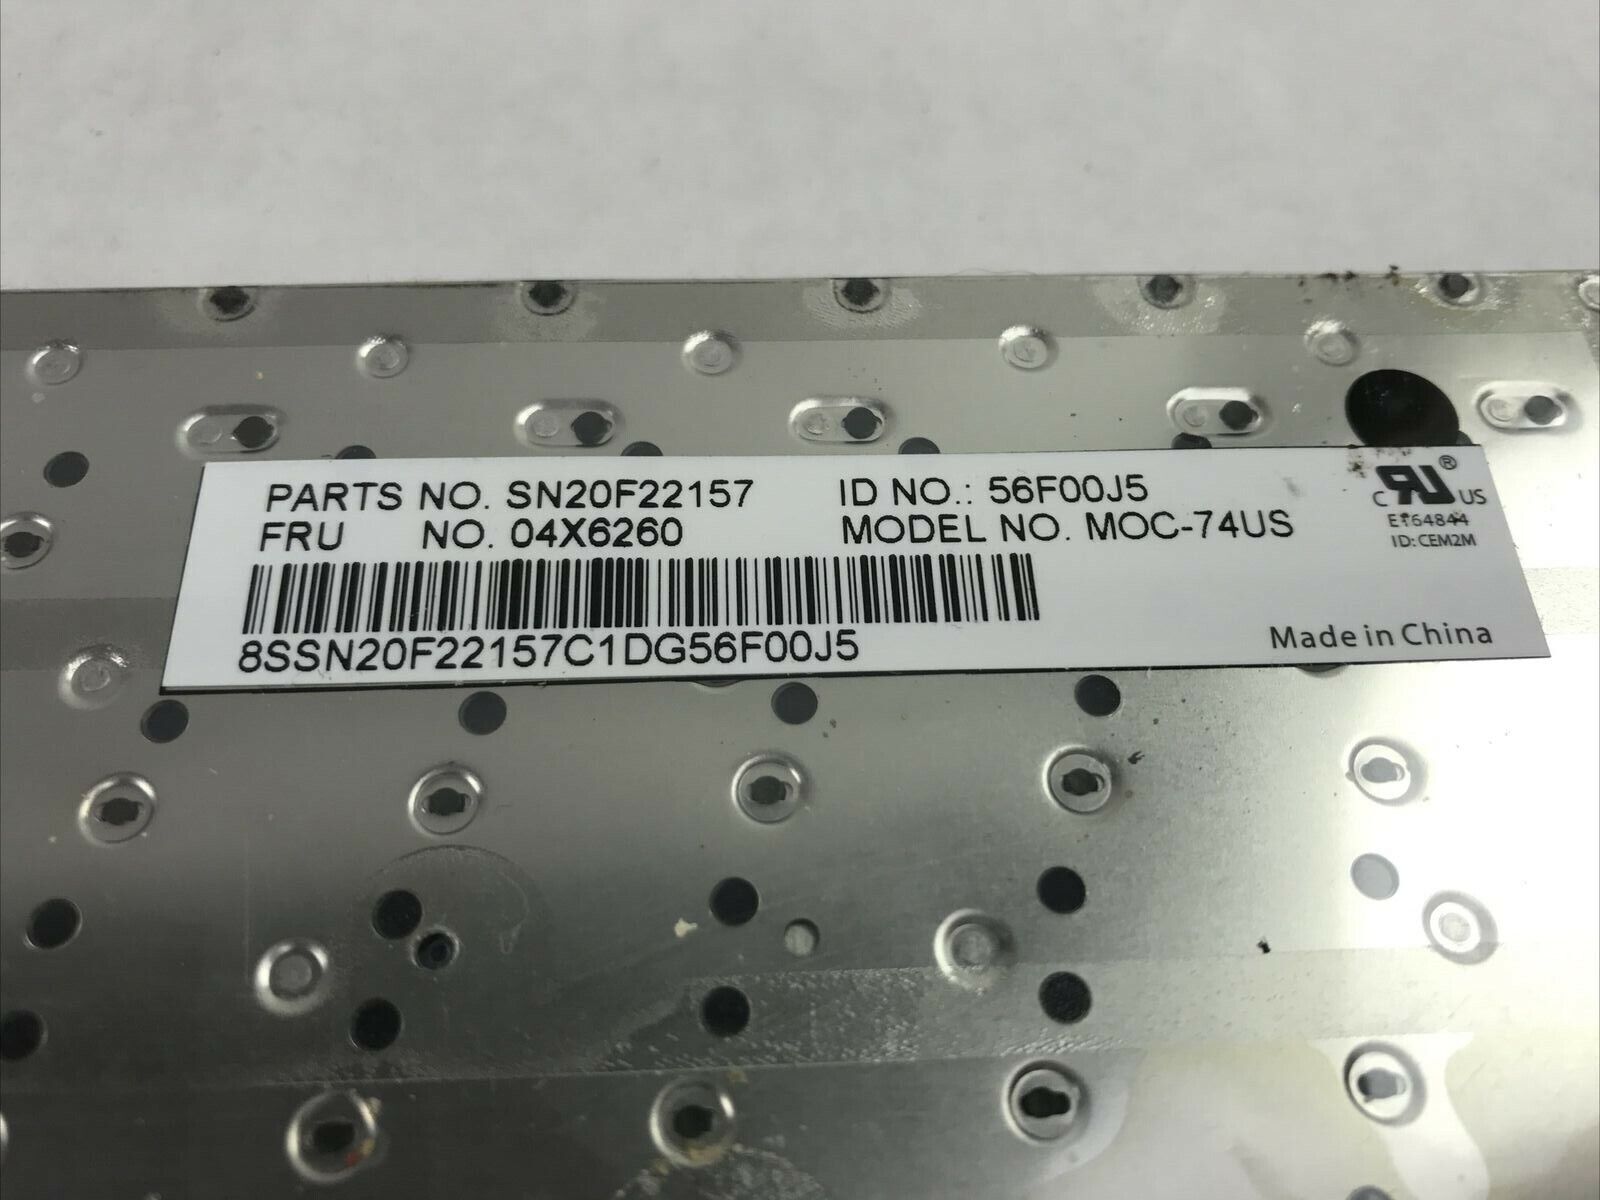 PARTS NO. SN20F22157 ID NO.: 56F00J5
FRU NO. 04X6260 MODEL NO. MOC-74US
8SSN20F22157C1DG56F00J5
C RU ® US
E164844
ID: CEM2M
Made in China